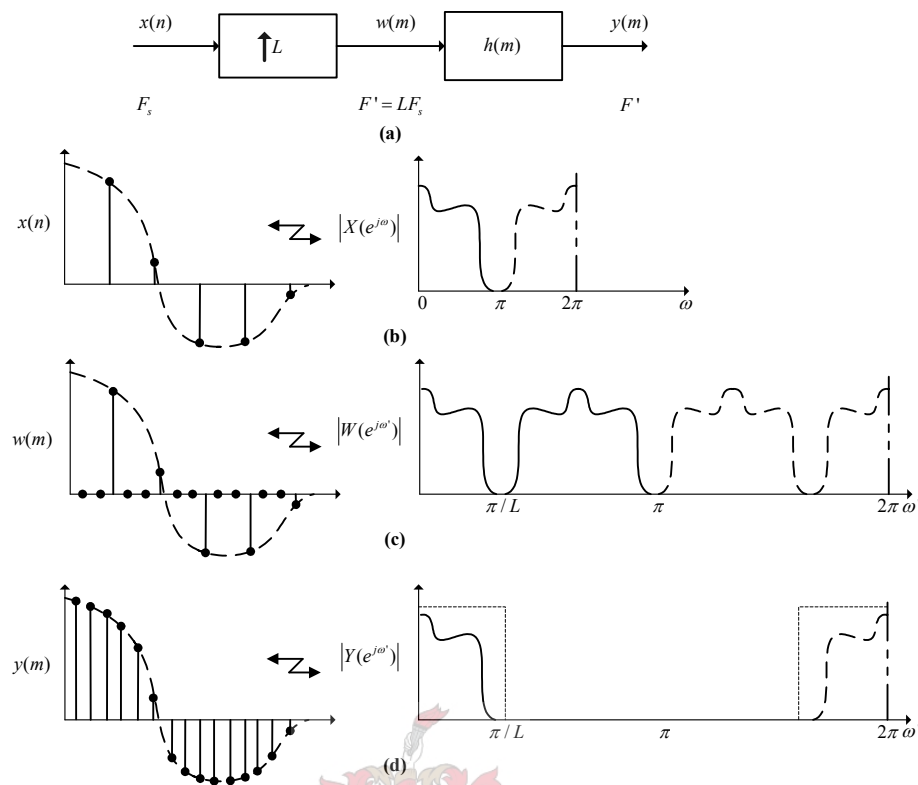 x(n) w(m) y(m)
L h(m)
F_s F' = LF_s F'
(a)
x(n) |X(e^{jω})|
0 π 2π ω
(b)
w(m) |W(e^{jω'})|
π / L π 2π ω
(c)
y(m) |Y(e^{jω'})|
π / L π 2π ω
(d)